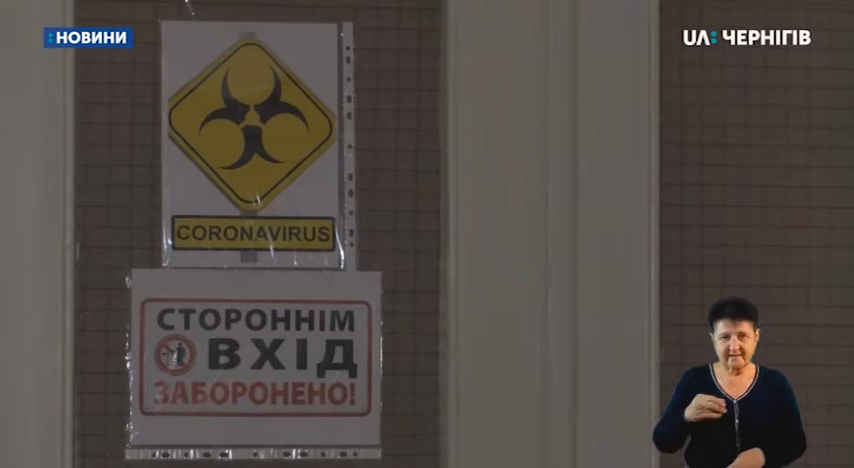 :НОВИНИ
UA: ЧЕРНІГІВ
CORONAVIRUS
СТОРОННІМ
ВХІД
ЗАБОРОНЕНО!